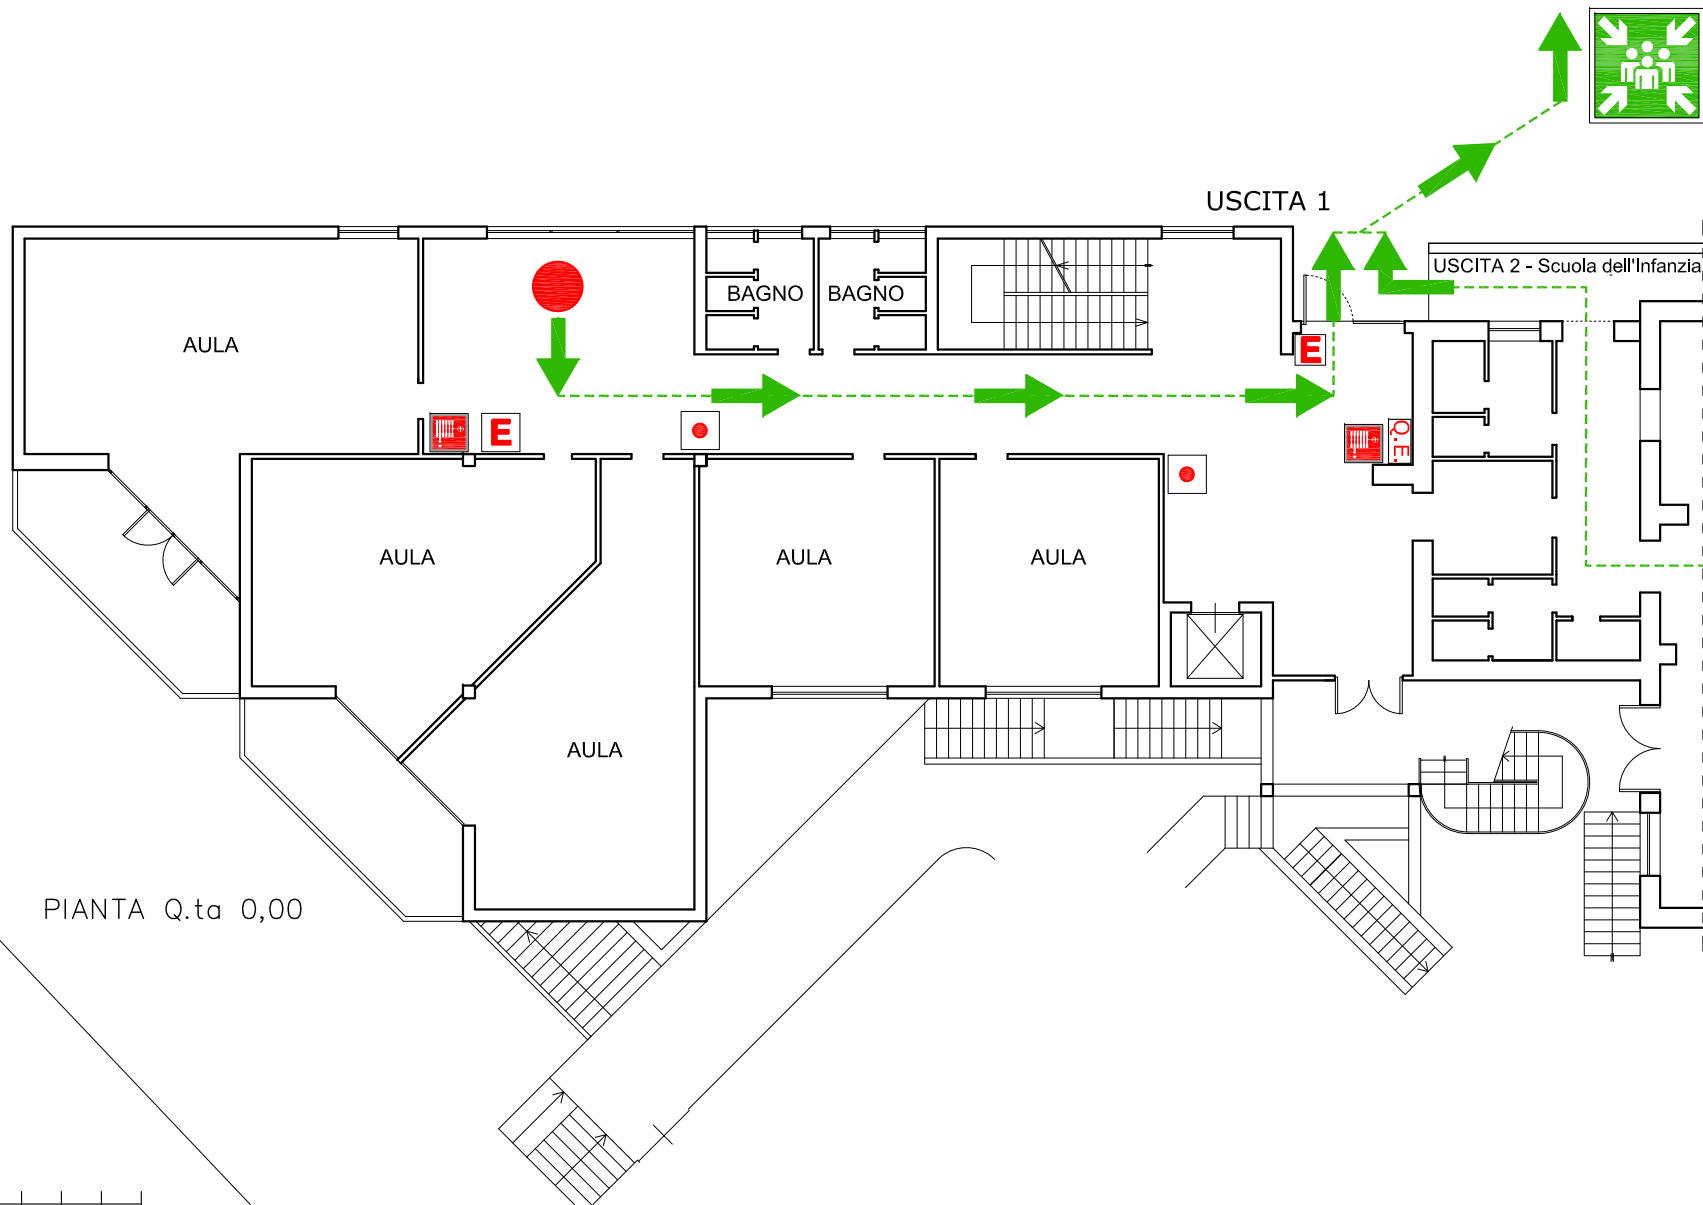 USCITA 1
USCITA 2 - Scuola dell'Infanzia
BAGNO
BAGNO
AULA
E
E
Q.E.
AULA
AULA
AULA
AULA
PIANTA Q.ta 0,00